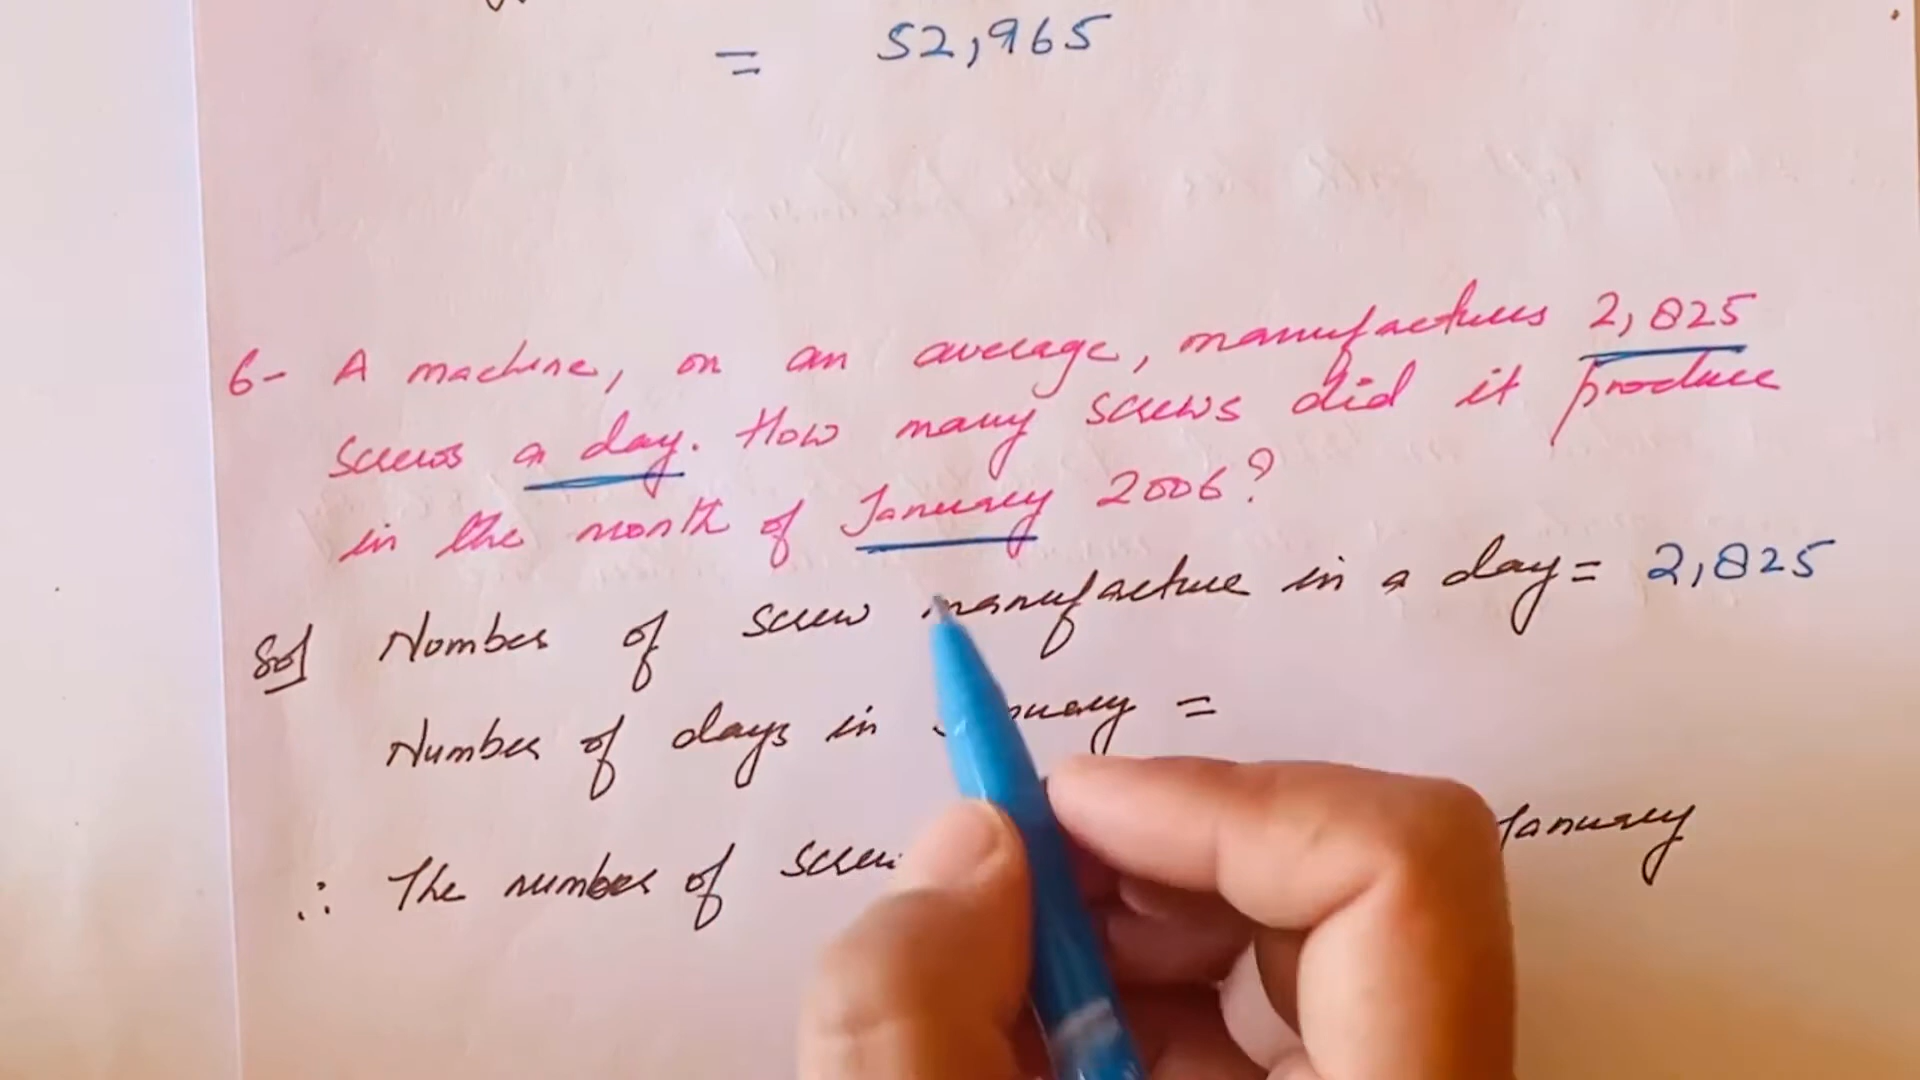 = 52,965
6- A machine, on an average, manufactures 2,825
screws a day. How many screws did it produce
in the month of January 2006?
Sol Number of screw manufacture in a day = 2,825
Number of days in January =
∴ The number of screw January